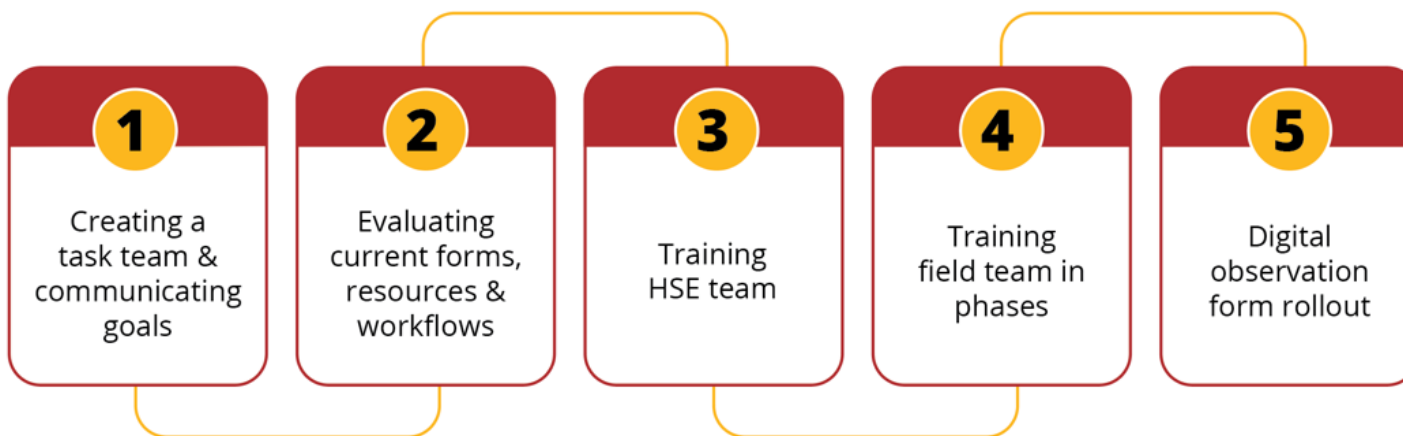 1
Creating a
task team &
communicating
goals
2
Evaluating
current forms,
resources &
workflows
3
Training
HSE team
4
Training
field team in
phases
5
Digital
observation
form rollout